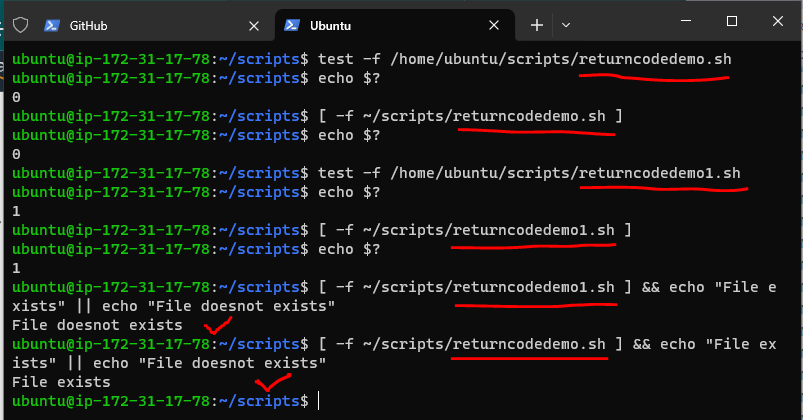 GitHub
Ubuntu
ubuntu@ip-172-31-17-78:~/scripts$ test -f /home/ubuntu/scripts/returncodedemo.sh
ubuntu@ip-172-31-17-78:~/scripts$ echo $?
0
ubuntu@ip-172-31-17-78:~/scripts$ [ -f ~/scripts/returncodedemo.sh ]
ubuntu@ip-172-31-17-78:~/scripts$ echo $?
0
ubuntu@ip-172-31-17-78:~/scripts$ test -f /home/ubuntu/scripts/returncodedemo1.sh
ubuntu@ip-172-31-17-78:~/scripts$ echo $?
1
ubuntu@ip-172-31-17-78:~/scripts$ [ -f ~/scripts/returncodedemo1.sh ]
ubuntu@ip-172-31-17-78:~/scripts$ echo $?
1
ubuntu@ip-172-31-17-78:~/scripts$ [ -f ~/scripts/returncodedemo1.sh ] && echo "File e
xists" || echo "File doesnot exists"
File doesnot exists
ubuntu@ip-172-31-17-78:~/scripts$ [ -f ~/scripts/returncodedemo.sh ] && echo "File ex
ists" || echo "File doesnot exists"
File exists
ubuntu@ip-172-31-17-78:~/scripts$